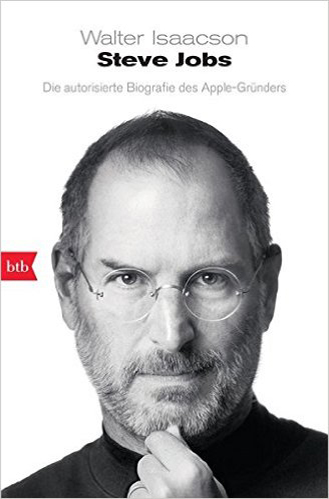 Walter Isaacson
Steve Jobs
Die autorisierte Biografie des Apple-Gründers
btb